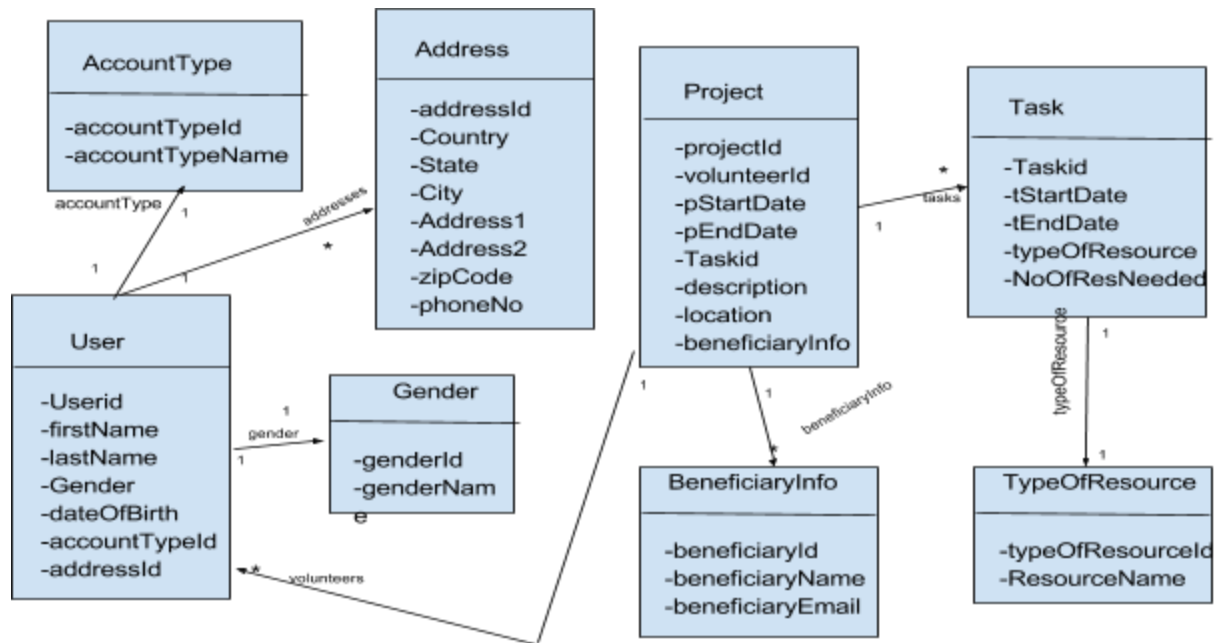 AccountType
-accountTypeId
-accountTypeName
accountType
1
1
Address
-addressId
-Country
-State
-City
-Address1
-Address2
-zipCode
-phoneNo
addresses
*
1
Project
-projectId
-volunteerId
-pStartDate
-pEndDate
-Taskid
-description
-location
-beneficiaryInfo
*
tasks
1
Task
-Taskid
-tStartDate
-tEndDate
-typeOfResource
-NoOfResNeeded
User
-Userid
-firstName
-lastName
-Gender
-dateOfBirth
-accountTypeId
-addressId
1
gender
1
Gender
-genderId
-genderNam
e
1
*
volunteers
1
beneficiaryInfo
*
BeneficiaryInfo
-beneficiaryId
-beneficiaryName
-beneficiaryEmail
1
typeOfResource
1
TypeOfResource
-typeOfResourceId
-ResourceName